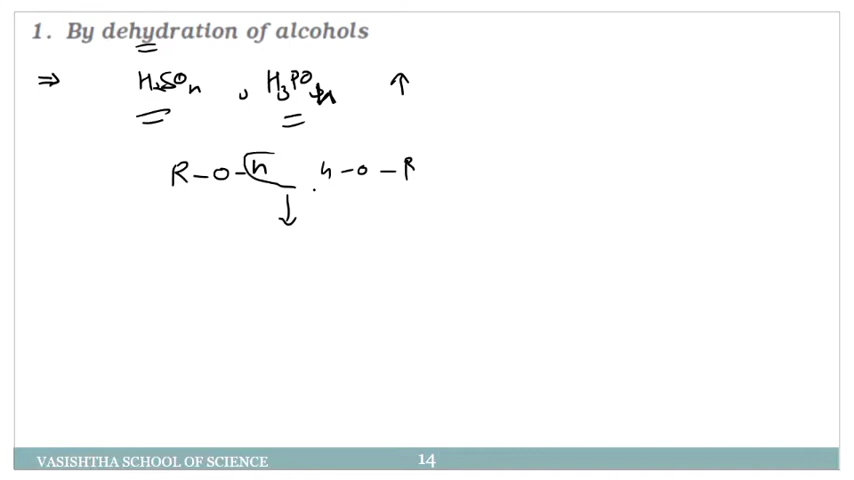 1. By dehydration of alcohols
⇒ H₂SO₄ , H₃PO₄ ↑
R – O – H H – O – R
↓
VASISHTHA SCHOOL OF SCIENCE 14